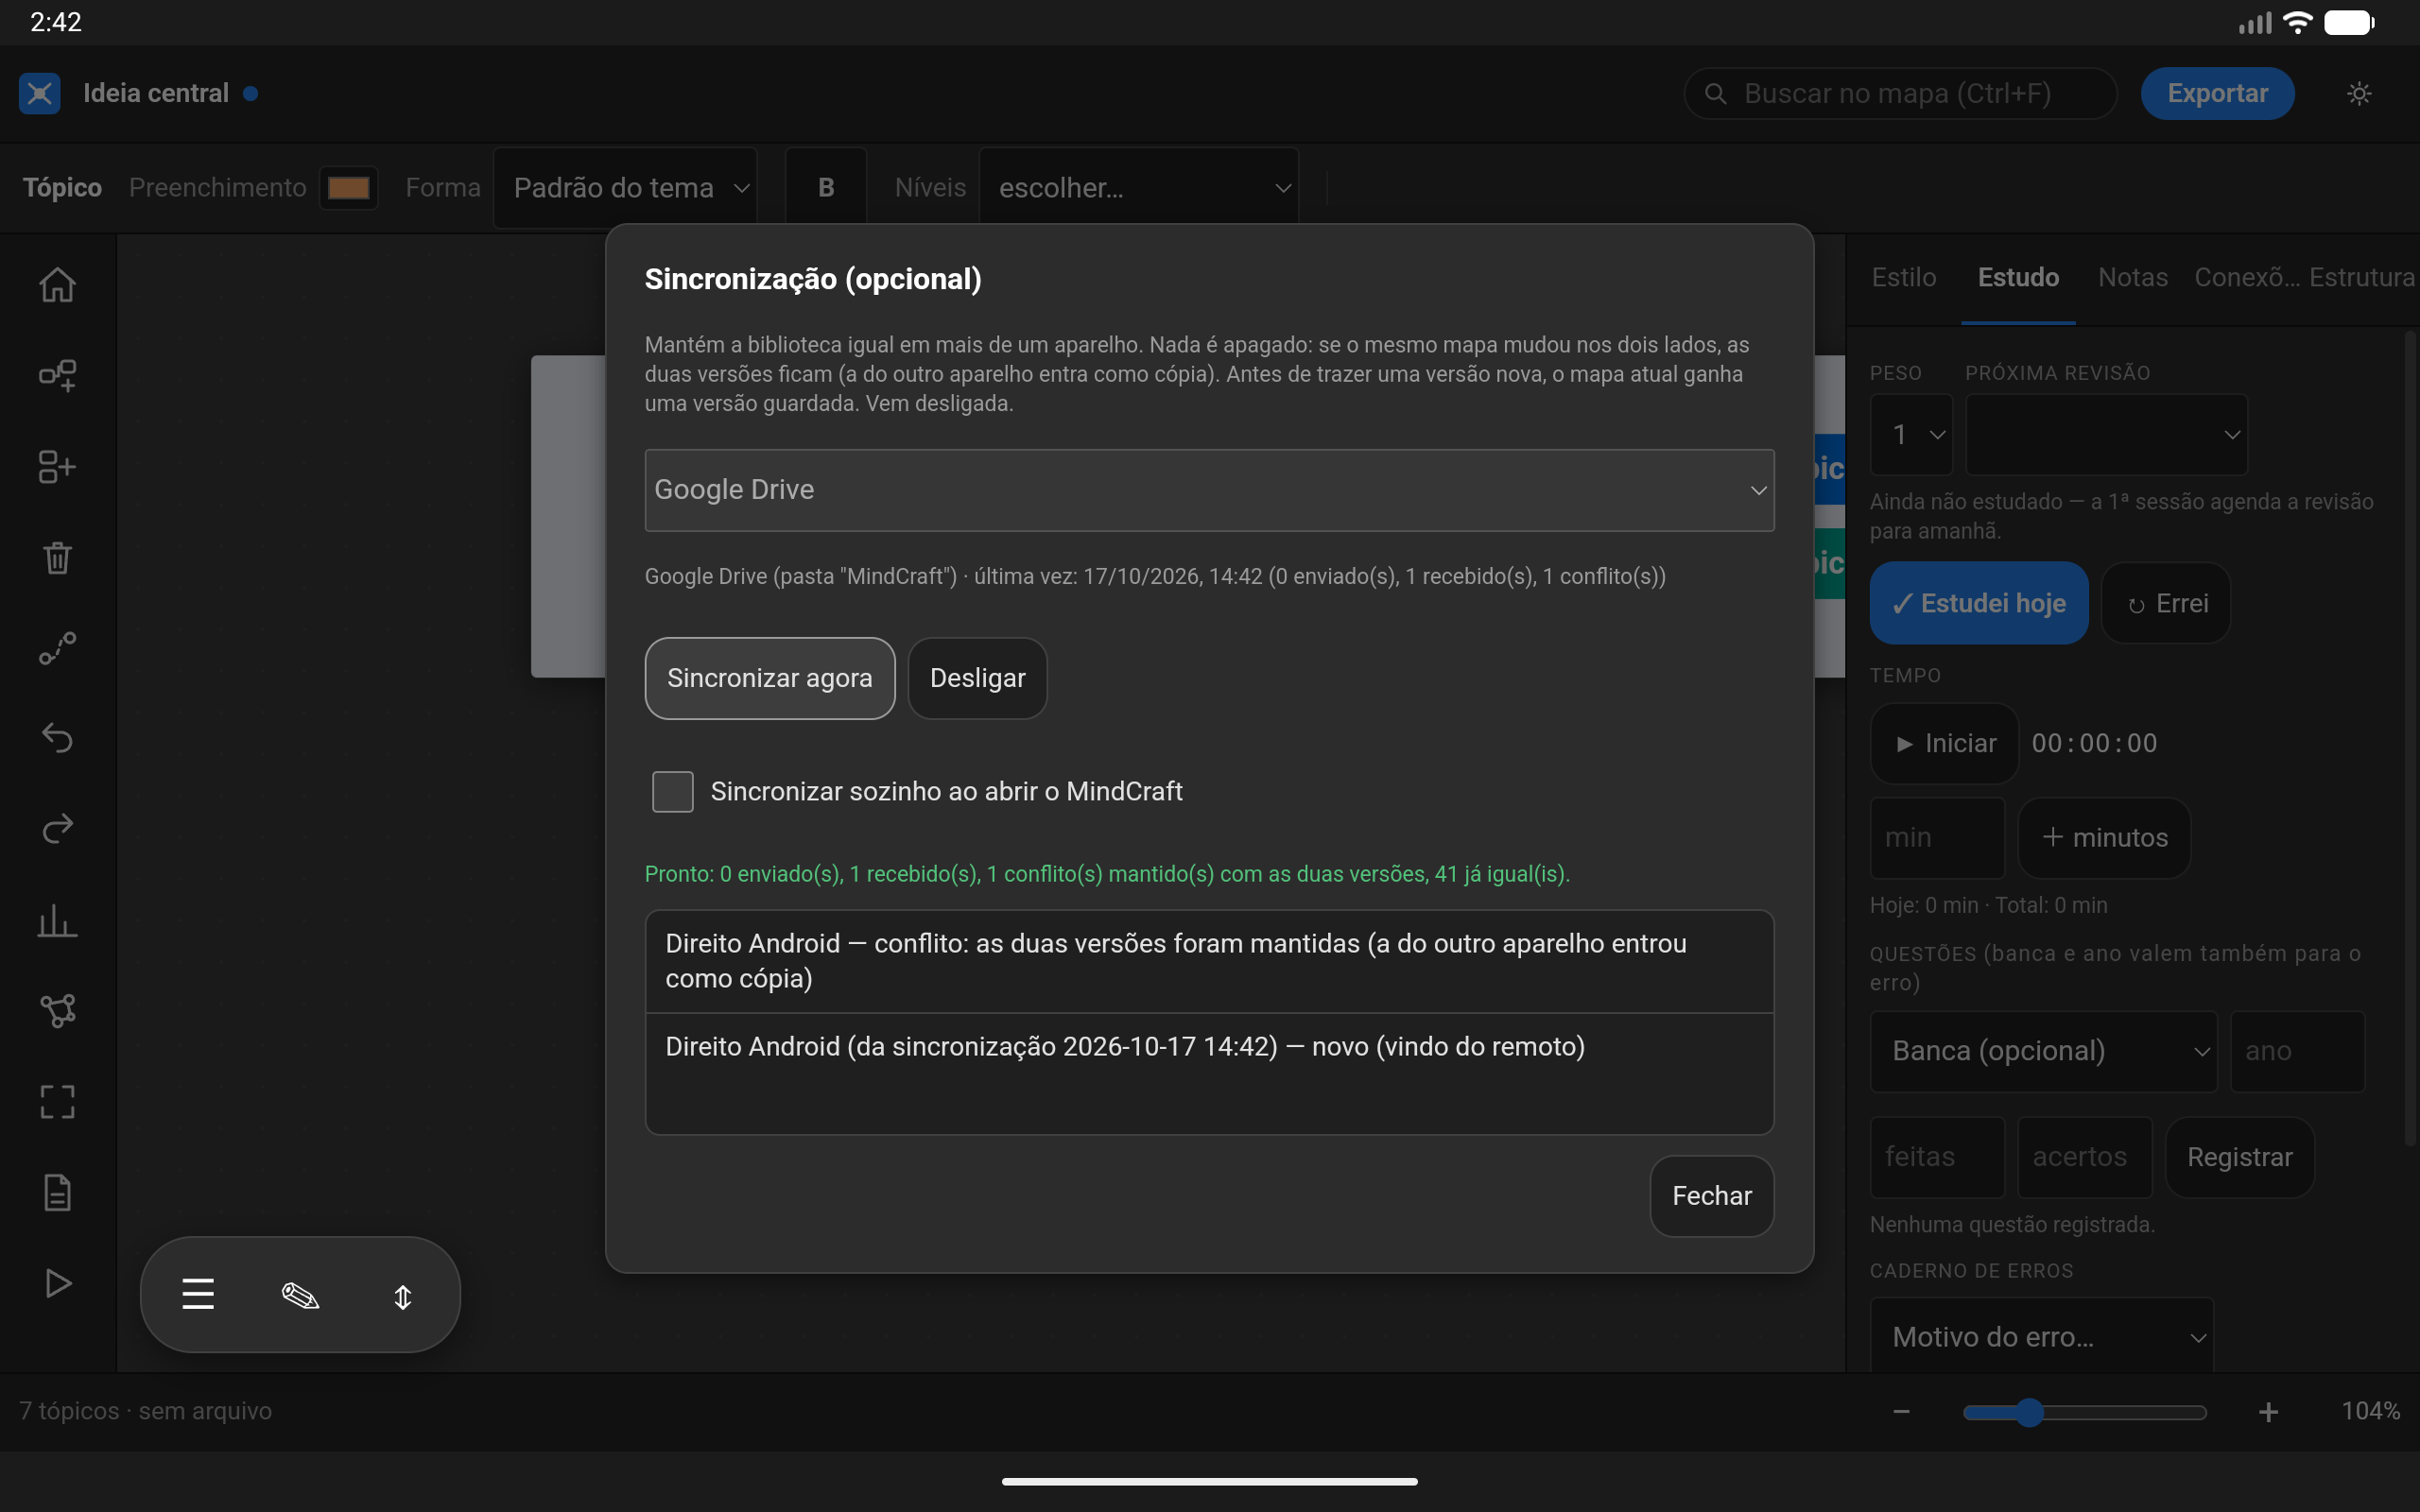 2:42
Ideia central
Buscar no mapa (Ctrl+F)
Exportar
Tópico
Preenchimento
Forma
Padrão do tema
B
Níveis
escolher...
Sincronização (opcional)
Mantém a biblioteca igual em mais de um aparelho. Nada é apagado: se o mesmo mapa mudou nos dois lados, as
duas versões ficam (a do outro aparelho entra como cópia). Antes de trazer uma versão nova, o mapa atual ganha
uma versão guardada. Vem desligada.
Google Drive
Google Drive (pasta "MindCraft") · última vez: 17/10/2026, 14:42 (0 enviado(s), 1 recebido(s), 1 conflito(s))
Sincronizar agora
Desligar
Sincronizar sozinho ao abrir o MindCraft
Pronto: 0 enviado(s), 1 recebido(s), 1 conflito(s) mantido(s) com as duas versões, 41 já igual(is).
Direito Android — conflito: as duas versões foram mantidas (a do outro aparelho entrou
como cópia)
Direito Android (da sincronização 2026-10-17 14:42) — novo (vindo do remoto)
Fechar
Estilo
Estudo
Notas
Conexõ...
Estrutura
PESO
PRÓXIMA REVISÃO
1
Ainda não estudado — a 1ª sessão agenda a revisão
para amanhã.
✓ Estudei hoje
↻ Errei
TEMPO
▶ Iniciar
00:00:00
min
+ minutos
Hoje: 0 min · Total: 0 min
QUESTÕES (banca e ano valem também para o
erro)
Banca (opcional)
ano
feitas
acertos
Registrar
Nenhuma questão registrada.
CADERNO DE ERROS
Motivo do erro...
7 tópicos · sem arquivo
104%